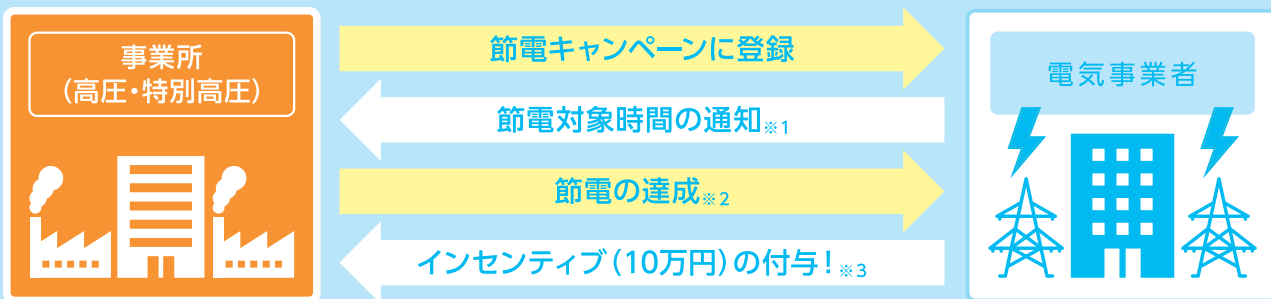 事業所
（高圧・特別高圧）
節電キャンペーンに登録
節電対象時間の通知※1
節電の達成※2
インセンティブ（10万円）の付与！※3
電気事業者